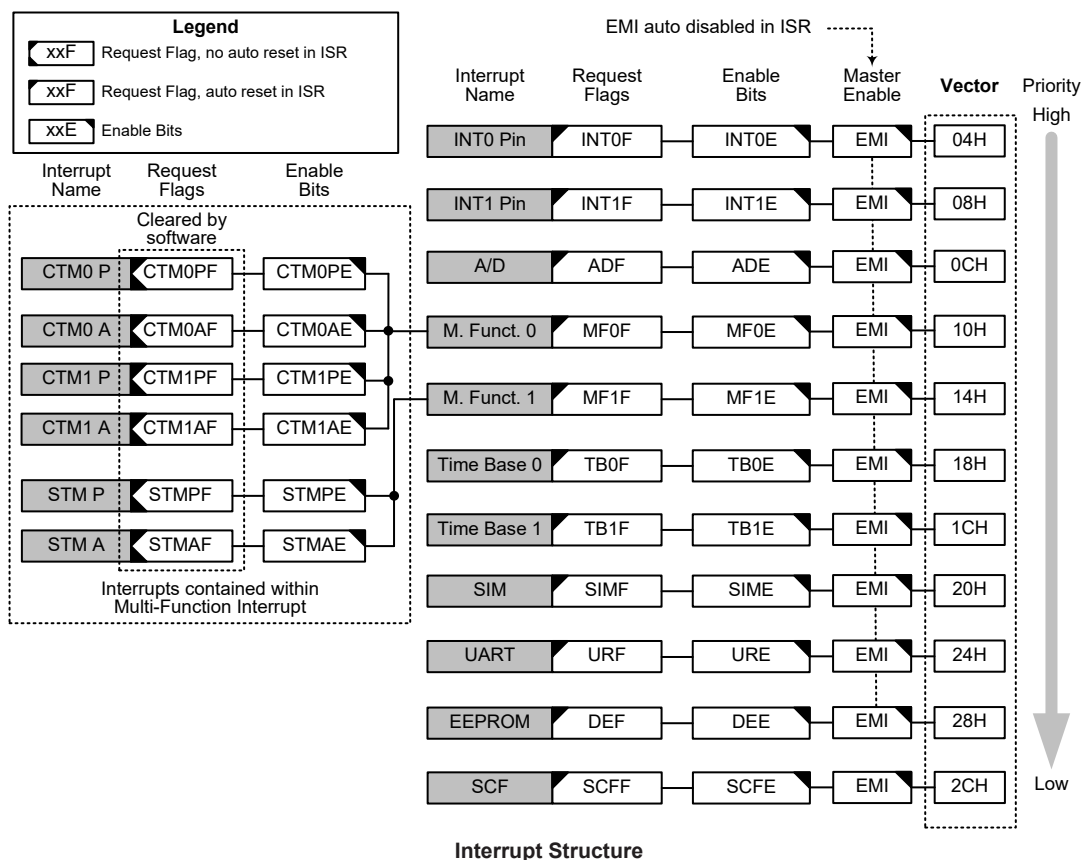 Legend
xxF Request Flag, no auto reset in ISR
xxF Request Flag, auto reset in ISR
xxE Enable Bits
Interrupt Name
Request Flags
Enable Bits
Cleared by software
CTM0 P CTM0PF CTM0PE
CTM0 A CTM0AF CTM0AE
CTM1 P CTM1PF CTM1PE
CTM1 A CTM1AF CTM1AE
STM P STMPF STMPE
STM A STMAF STMAE
Interrupts contained within
Multi-Function Interrupt
EMI auto disabled in ISR
Interrupt Name
Request Flags
Enable Bits
Master Enable
Vector
Priority
High
INT0 Pin INT0F INT0E EMI 04H
INT1 Pin INT1F INT1E EMI 08H
A/D ADF ADE EMI 0CH
M. Funct. 0 MF0F MF0E EMI 10H
M. Funct. 1 MF1F MF1E EMI 14H
Time Base 0 TB0F TB0E EMI 18H
Time Base 1 TB1F TB1E EMI 1CH
SIM SIMF SIME EMI 20H
UART URF URE EMI 24H
EEPROM DEF DEE EMI 28H
SCF SCFF SCFE EMI 2CH
Low
Interrupt Structure